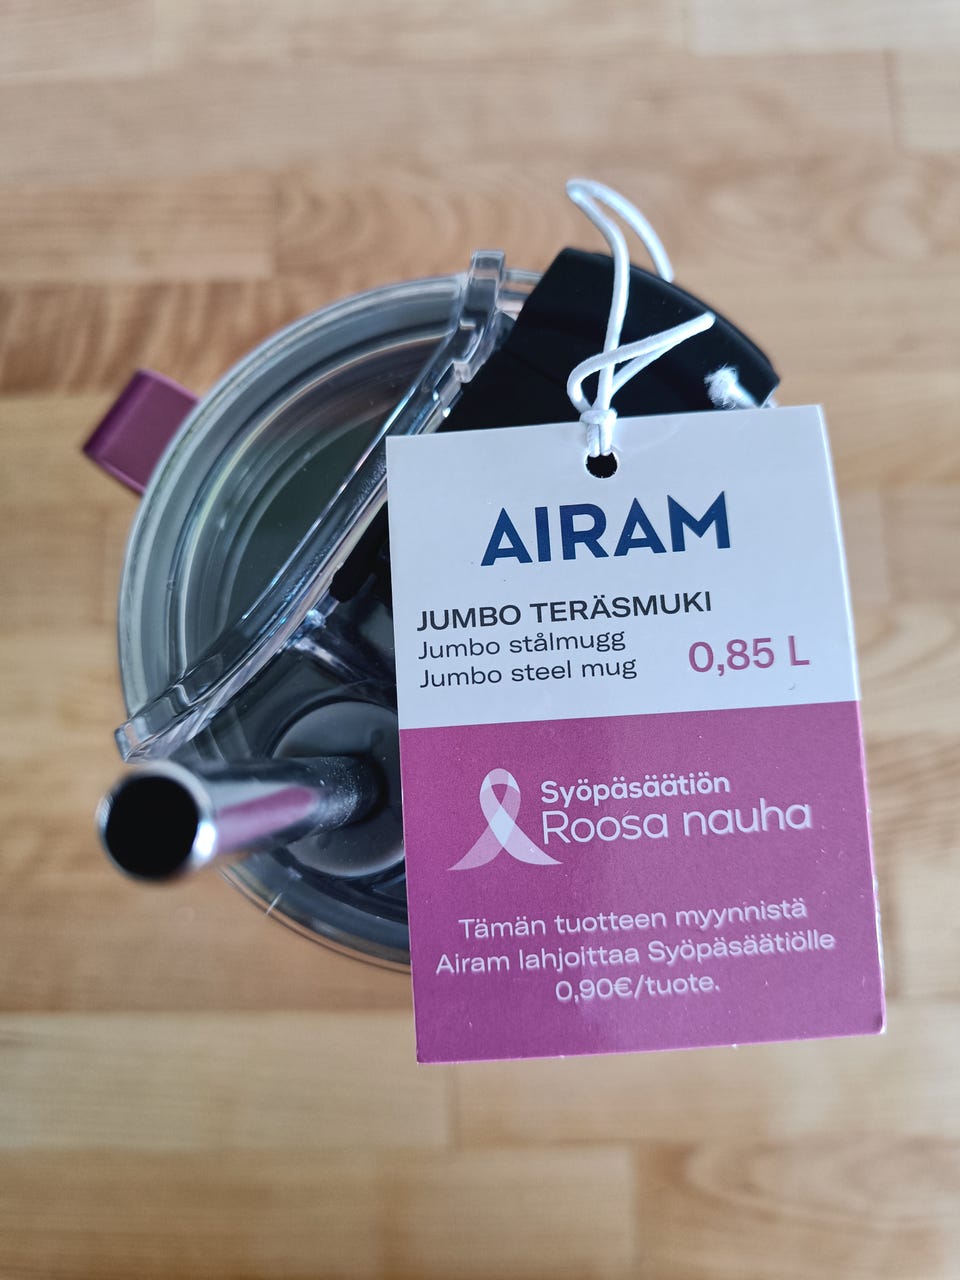 AIRAM
JUMBO TERÄSMUKI
Jumbo stålmugg
Jumbo steel mug
0,85 L
Syöpäsäätiön
Roosa nauha
Tämän tuotteen myynnistä
Airam lahjoittaa Syöpäsäätiölle
0,90€/tuote.